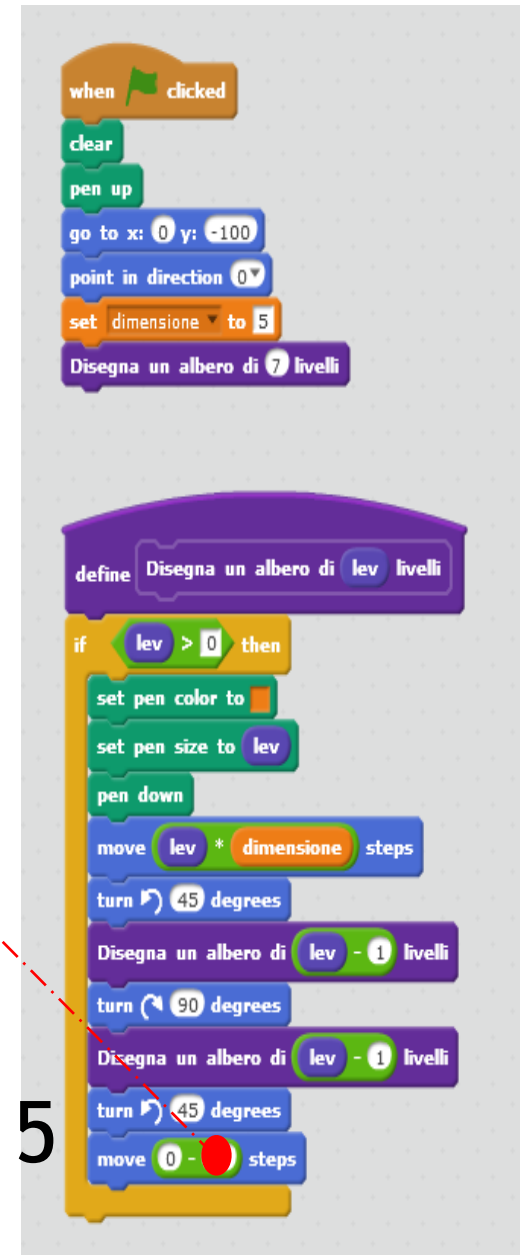 when clicked
clear
pen up
go to x: 0 y: -100
point in direction 0
set dimensione to 5
Disegna un albero di 7 livelli
define Disegna un albero di lev livelli
if lev > 0 then
set pen color to
set pen size to lev
pen down
move lev * dimensione steps
turn 45 degrees
Disegna un albero di lev - 1 livelli
turn 90 degrees
Disegna un albero di lev - 1 livelli
turn 45 degrees
5
move 0 - steps